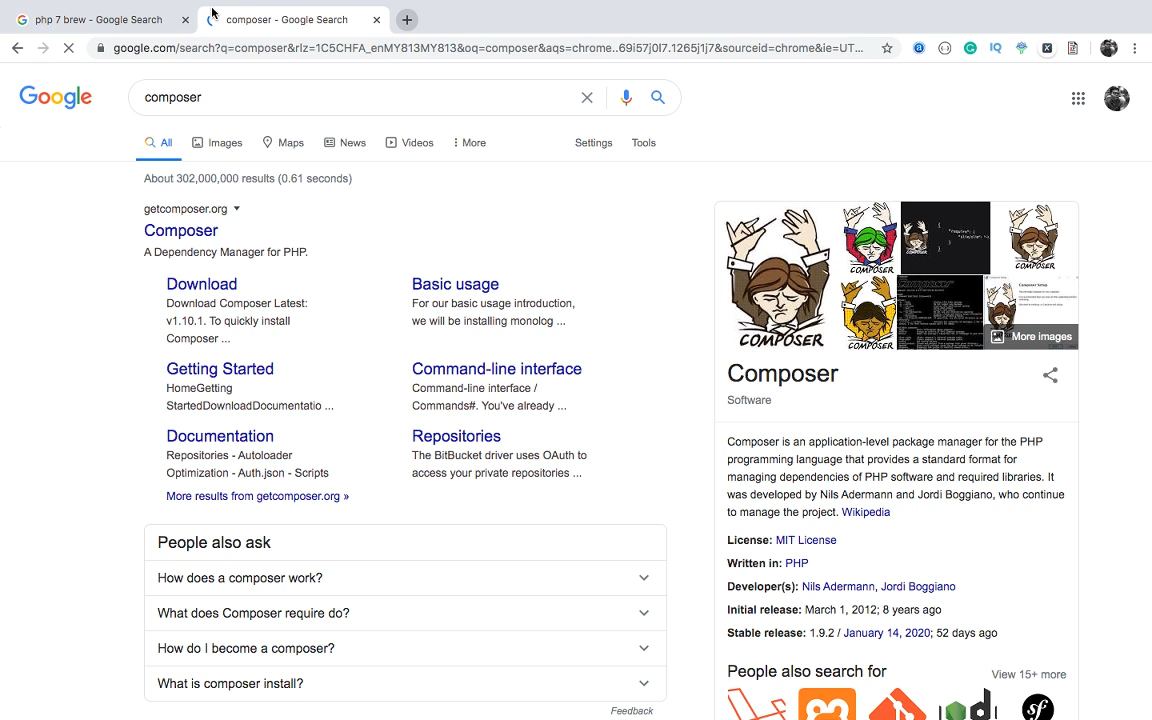 php 7 brew - Google Search
composer - Google Search
google.com/search?q=composer&rlz=1C5CHFA_enMY813MY813&oq=composer&aqs=chrome..69i57j0l7.1265j1j7&sourceid=chrome&ie=UT...
Google
composer
All
Images
Maps
News
Videos
More
Settings
Tools
About 302,000,000 results (0.61 seconds)
getcomposer.org
Composer
A Dependency Manager for PHP.
Download
Download Composer Latest:
v1.10.1. To quickly install
Composer ...
Basic usage
For our basic usage introduction,
we will be installing monolog ...
Getting Started
HomeGetting
StartedDownloadDocumentatio ...
Command-line interface
Command-line interface /
Commands#. You've already ...
Documentation
Repositories - Autoloader
Optimization - Auth.json - Scripts
Repositories
The BitBucket driver uses OAuth to
access your private repositories ...
More results from getcomposer.org »
People also ask
How does a composer work?
What does Composer require do?
How do I become a composer?
What is composer install?
Feedback
COMPOSER
COMPOSER
COMPOSER
COMPOSER
More images
Composer
Software
Composer is an application-level package manager for the PHP
programming language that provides a standard format for
managing dependencies of PHP software and required libraries. It
was developed by Nils Adermann and Jordi Boggiano, who continue
to manage the project. Wikipedia
License: MIT License
Written in: PHP
Developer(s): Nils Adermann, Jordi Boggiano
Initial release: March 1, 2012; 8 years ago
Stable release: 1.9.2 / January 14, 2020; 52 days ago
People also search for
View 15+ more